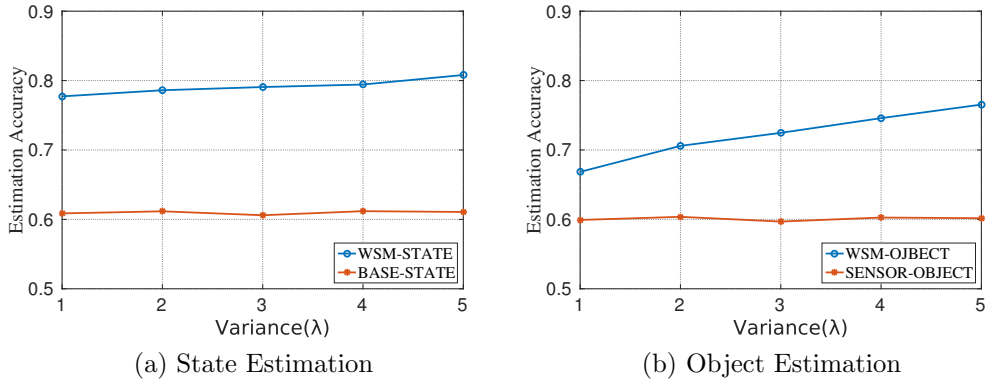 0.9
0.8
0.7
0.6
0.5
Estimation Accuracy
WSM-STATE
BASE-STATE
1 2 3 4 5
Variance(λ)
(a) State Estimation
0.9
0.8
0.7
0.6
0.5
Estimation Accuracy
WSM-OJBECT
SENSOR-OBJECT
1 2 3 4 5
Variance(λ)
(b) Object Estimation